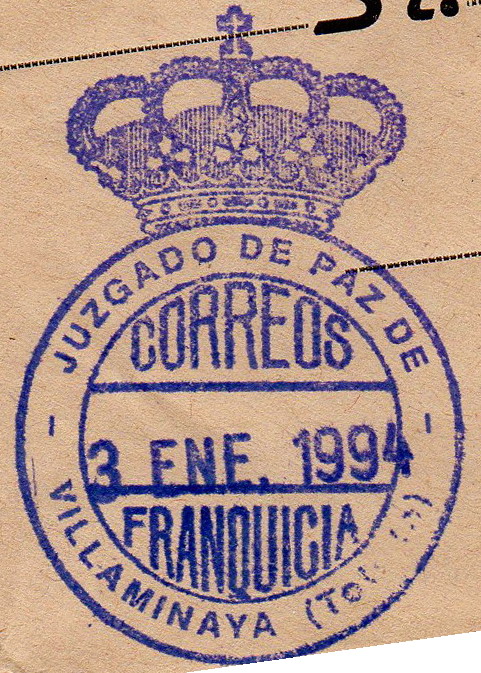 JUZGADO DE PAZ DE
CORREOS
3 ENE. 1994
FRANQUICIA
VILLAMINAYA